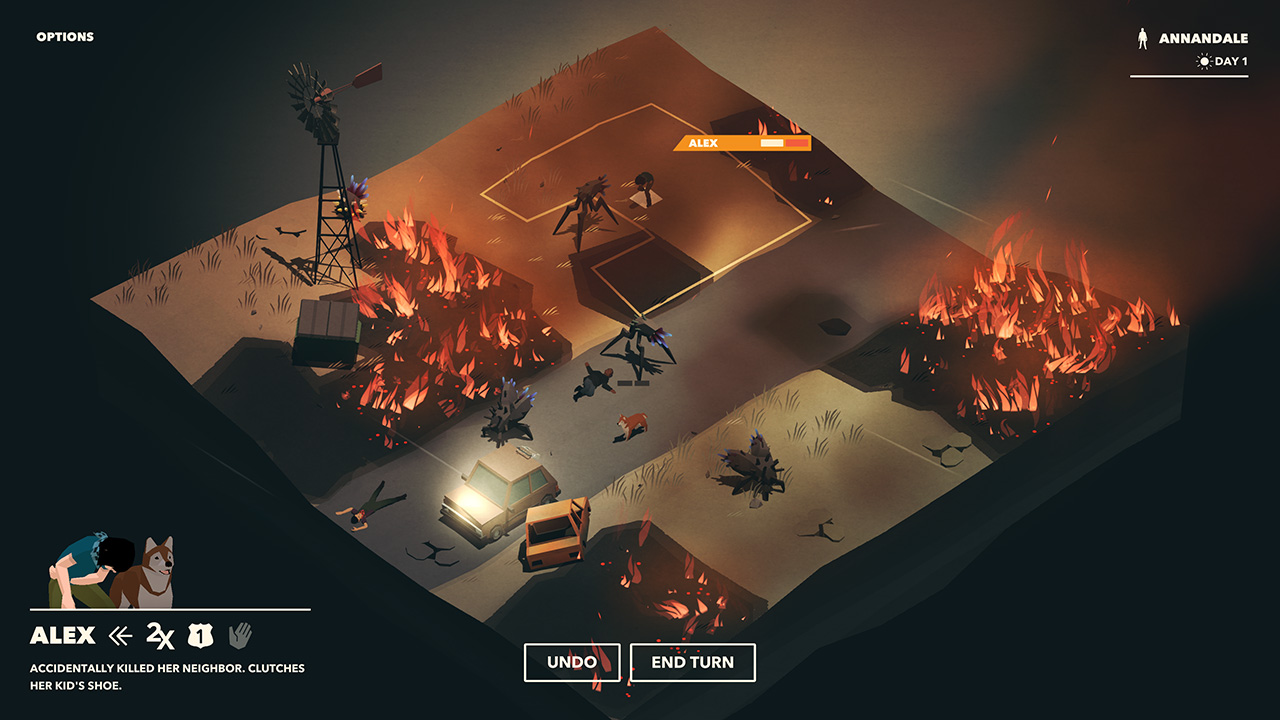 OPTIONS
ANNANDALE
DAY 1
ALEX
ALEX 2X 1
ACCIDENTALLY KILLED HER NEIGHBOR. CLUTCHES
HER KID'S SHOE.
UNDO
END TURN